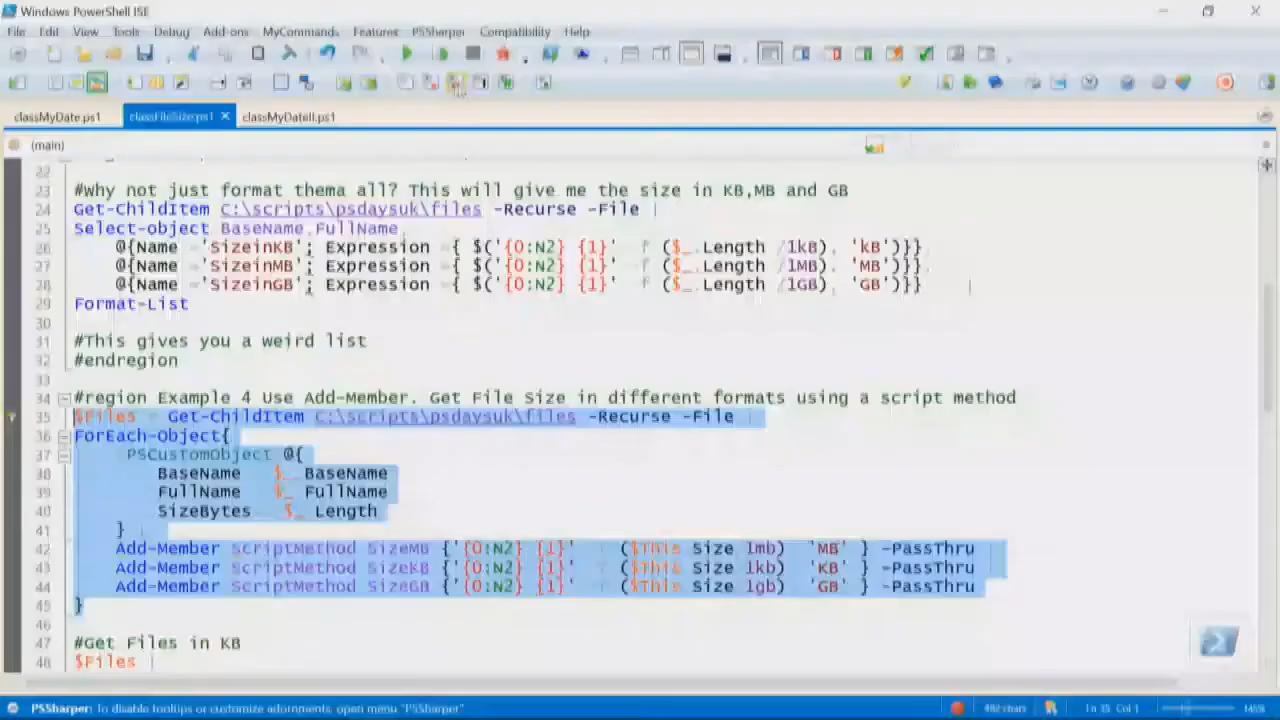 Windows PowerShell ISE
File Edit View Tools Debug Add-ons MyCommands Features PSSharper Compatibility Help
classMyDate.ps1 classFileSize.ps1 classMyDateII.ps1
(main)
22
23 #Why not just format thema all? This will give me the size in KB,MB and GB
24 Get-ChildItem C:\scripts\psdaysuk\files -Recurse -File |
25 Select-object BaseName,FullName,
26 @{Name ='SizeinKB'; Expression ={ $('{0:N2} {1}' -f ($_.Length /1kB), 'kB')}},
27 @{Name ='SizeinMB'; Expression ={ $('{0:N2} {1}' -f ($_.Length /1MB), 'MB')}},
28 @{Name ='SizeinGB'; Expression ={ $('{0:N2} {1}' -f ($_.Length /1GB), 'GB')}} |
29 Format-List
30
31 #This gives you a weird list
32 #endregion
33
34 #region Example 4 Use Add-Member. Get File Size in different formats using a script method
35 $Files = Get-ChildItem C:\scripts\psdaysuk\files -Recurse -File |
36 ForEach-Object{
37 PSCustomObject @{
38 BaseName $_ BaseName
39 FullName $_ FullName
40 SizeBytes $_ Length
41 } |
42 Add-Member ScriptMethod SizeMB {'{0:N2} {1}' f ($This Size 1mb) 'MB' } -PassThru |
43 Add-Member ScriptMethod SizeKB {'{0:N2} {1}' f ($This Size 1kb) 'KB' } -PassThru |
44 Add-Member ScriptMethod SizeGB {'{0:N2} {1}' f ($This Size 1gb) 'GB' } -PassThru
45 }
46
47 #Get Files in KB
48 $Files |
PSSharper: To disable tooltips or customize adornments, open menu "PSSharper"
482 chars Ln 35 Col 1 145%